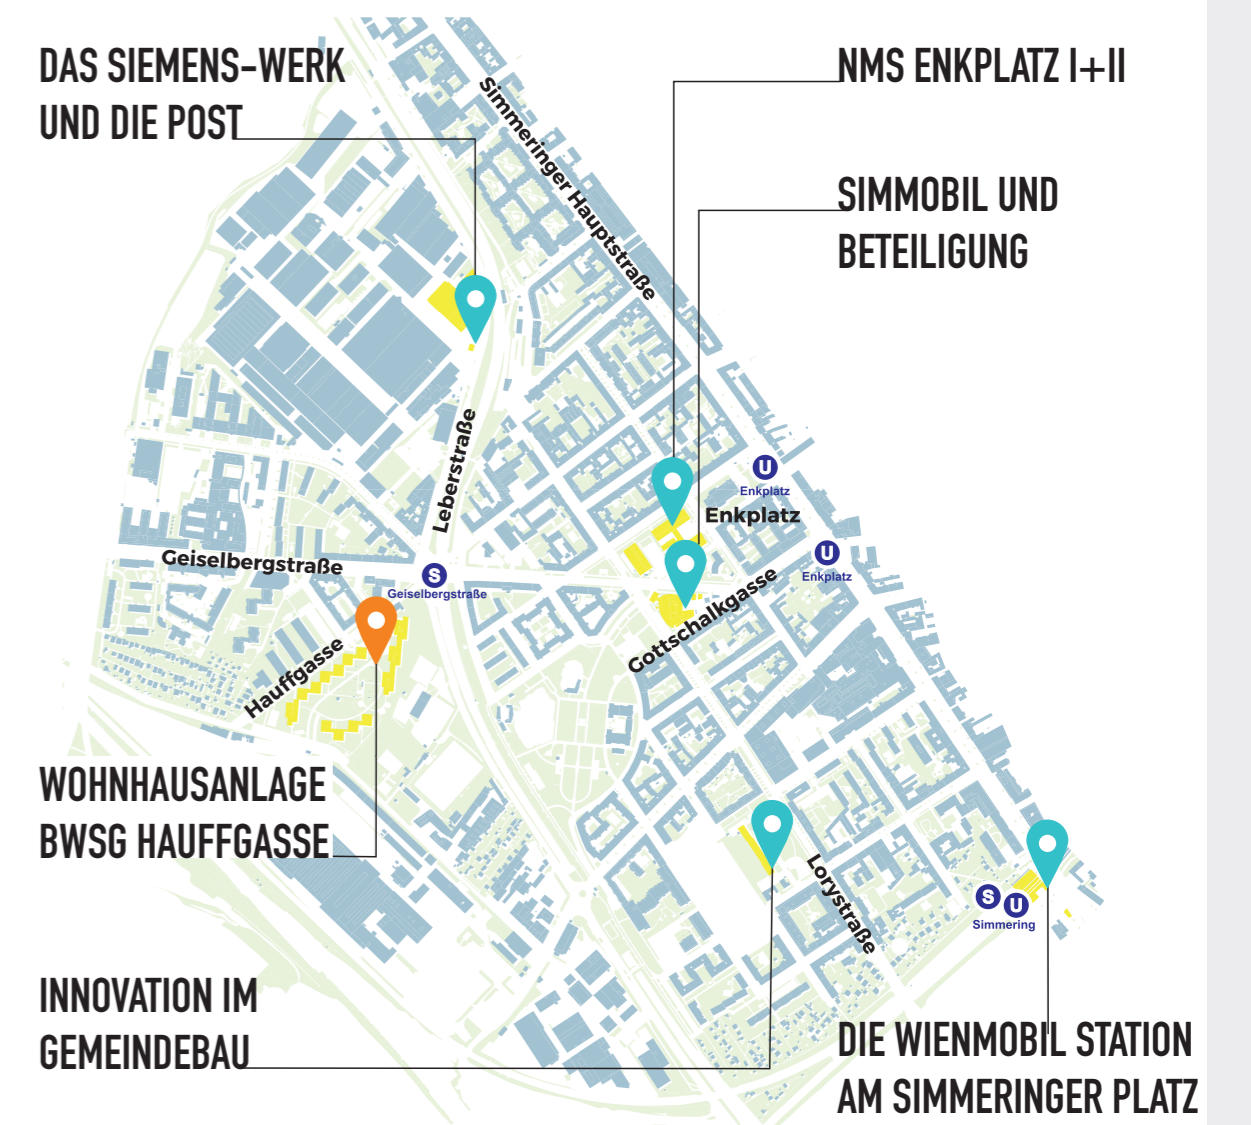 DAS SIEMENS-WERK
UND DIE POST
NMS ENKPLATZ I+II
SIMMOBIL UND
BETEILIGUNG
Simmeringer Hauptstraße
Leberstraße
U
Enkplatz
Enkplatz
U
Enkplatz
Geiselbergstraße
S
Geiselbergstraße
Gottschalkgasse
Hauffgasse
WOHNHAUSANLAGE
BWSG HAUFFGASSE
Lorystraße
S U
Simmering
INNOVATION IM
GEMEINDEBAU
DIE WIENMOBIL STATION
AM SIMMERINGER PLATZ